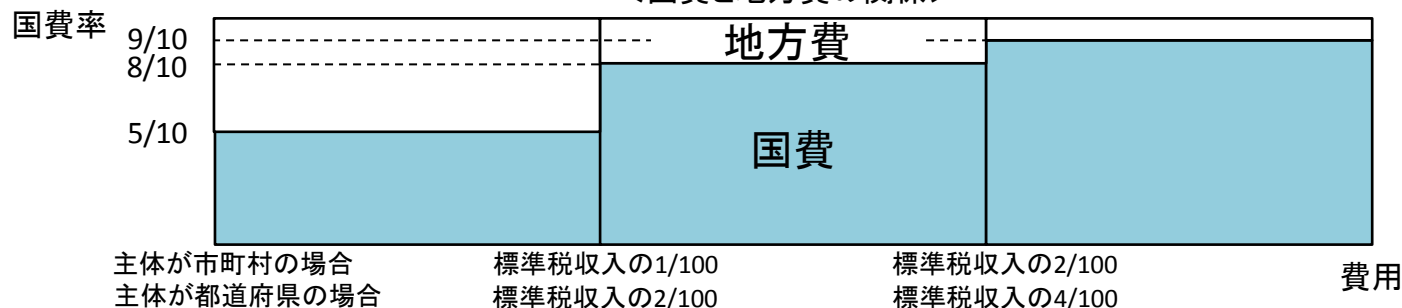 国費率
9/10
8/10
5/10
地方費
国費
主体が市町村の場合 標準税収入の1/100 標準税収入の2/100
主体が都道府県の場合 標準税収入の2/100 標準税収入の4/100
費用